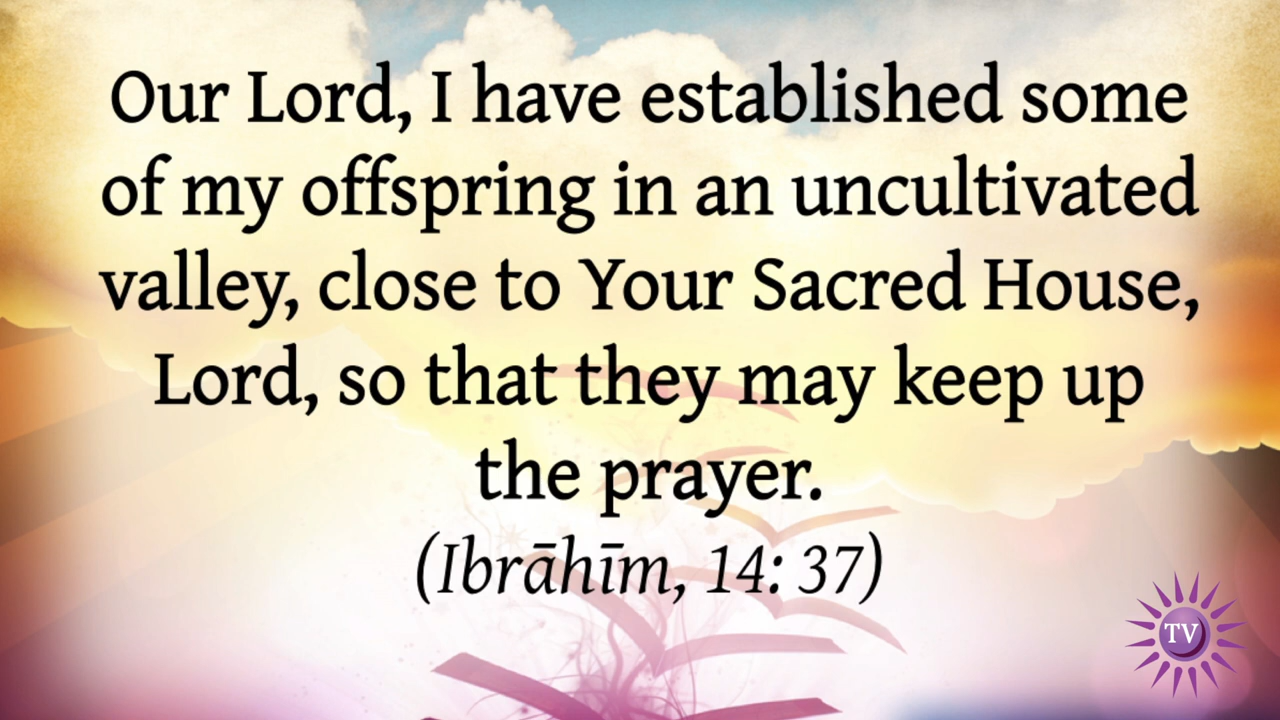 Our Lord, I have established some
of my offspring in an uncultivated
valley, close to Your Sacred House,
Lord, so that they may keep up
the prayer.
(Ibrāhīm, 14: 37)
TV